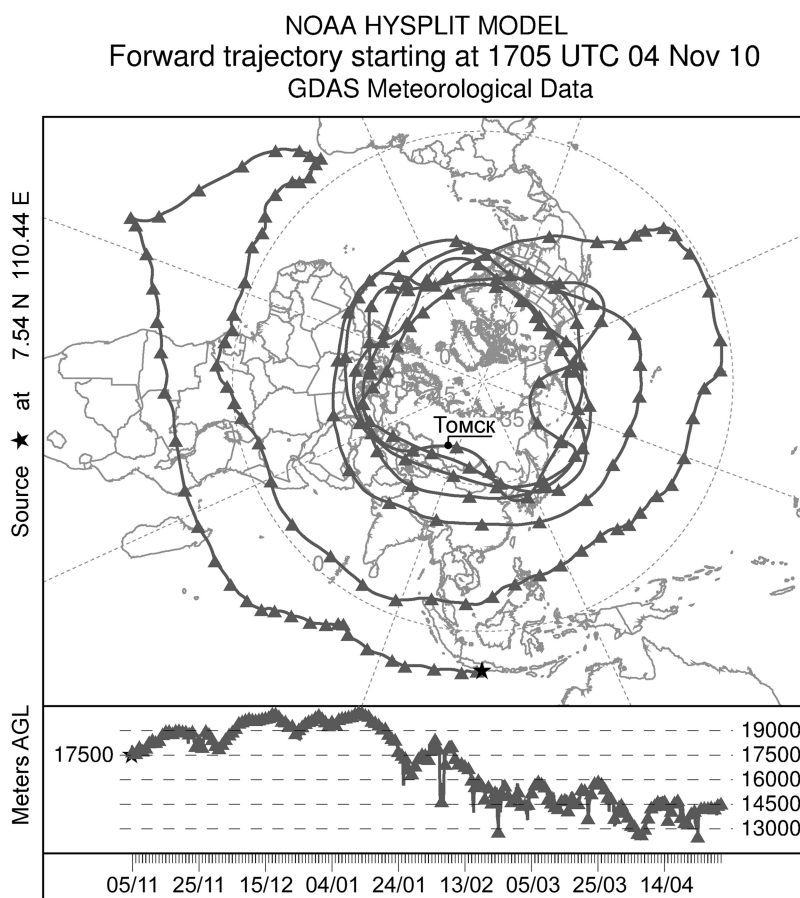 NOAA HYSPLIT MODEL
Forward trajectory starting at 1705 UTC 04 Nov 10
GDAS Meteorological Data
Source ★ at 7.54 N 110.44 E
Томск
0
Meters AGL
17500
19000
17500
16000
14500
13000
05/11 25/11 15/12 04/01 24/01 13/02 05/03 25/03 14/04